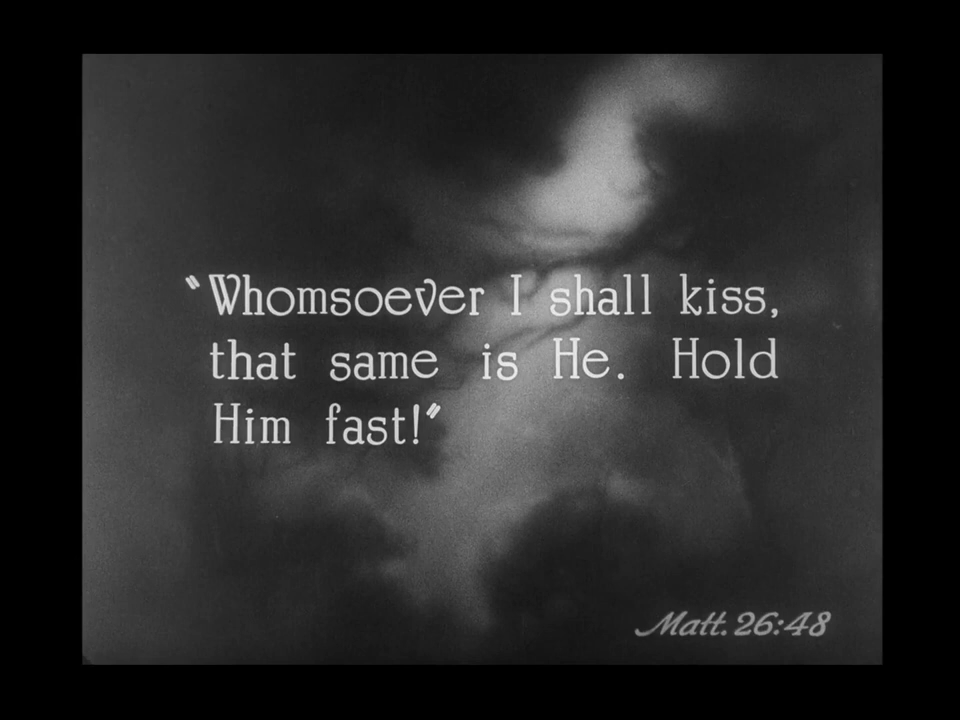 "Whomsoever I shall kiss,
that same is He. Hold
Him fast!"
Matt. 26:48